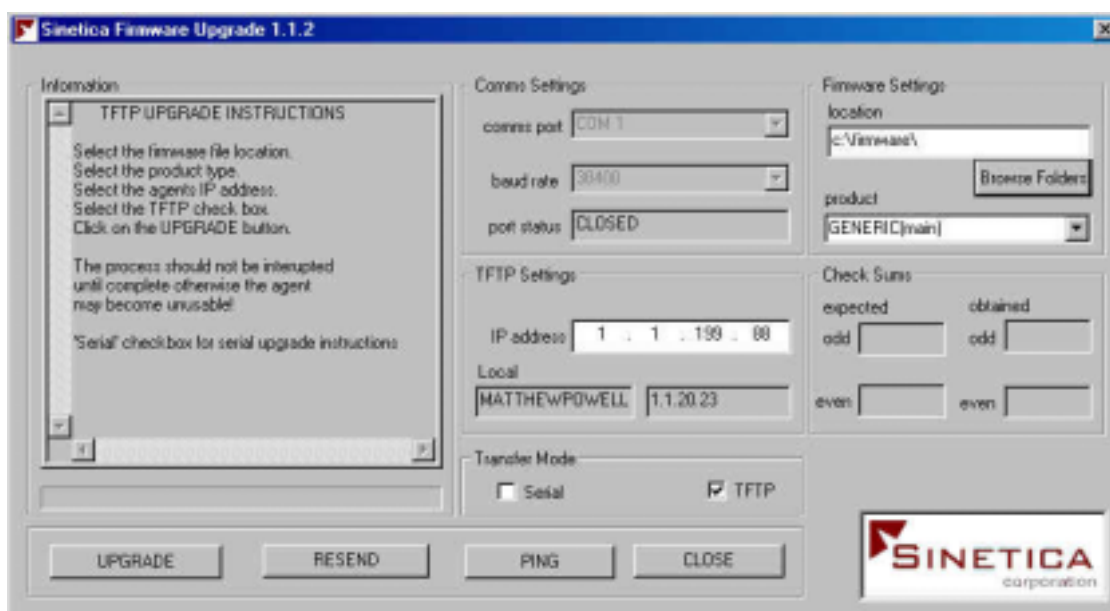 Sinetica Firmware Upgrade 1.1.2
Information
TFTP UPGRADE INSTRUCTIONS
Select the firmware file location.
Select the product type.
Select the agents IP address.
Select the TFTP check box.
Click on the UPGRADE button.
The process should not be interupted
until complete otherwise the agent
may become unusable!
'Serial' checkbox for serial upgrade instructions
Comms Settings
comms port COM 1
baud rate 38400
port status CLOSED
TFTP Settings
IP address 1 . 1 . 199 . 88
Local
MATTHEWPOWELL 1.1.20.23
Transfer Mode
Serial TFTP
Firmware Settings
location
c:\firmware\
Browse Folders
product
GENERIC(main)
Check Sums
expected obtained
odd odd
even even
UPGRADE RESEND PING CLOSE
SINETICA
corporation